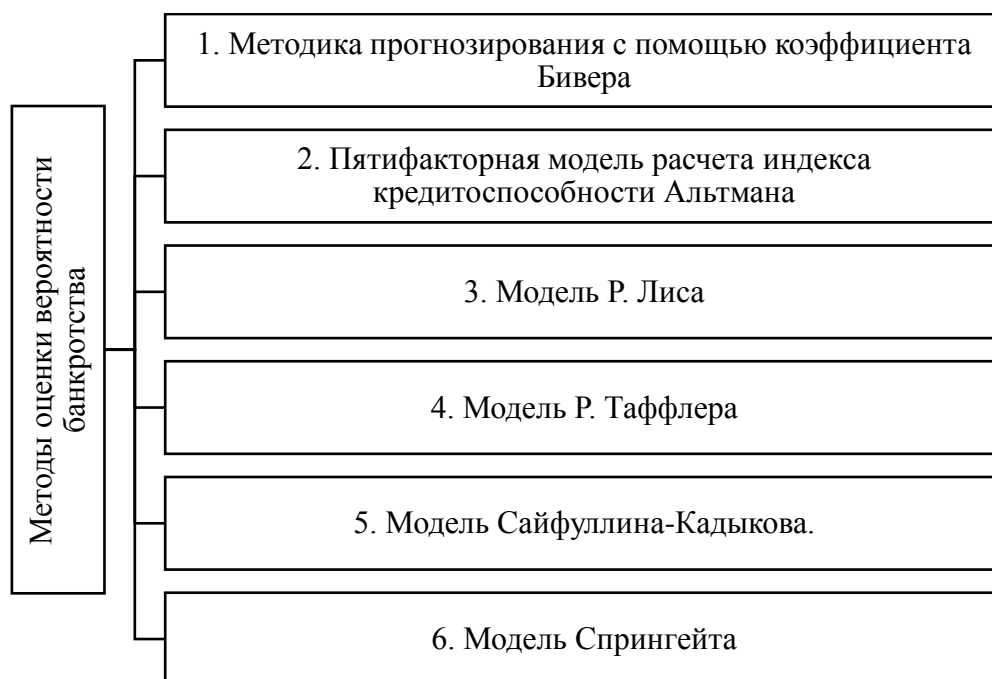 Методы оценки вероятности
банкротства
1. Методика прогнозирования с помощью коэффициента
Бивера
2. Пятифакторная модель расчета индекса
кредитоспособности Альтмана
3. Модель Р. Лиса
4. Модель Р. Таффлера
5. Модель Сайфуллина-Кадыкова.
6. Модель Спрингейта